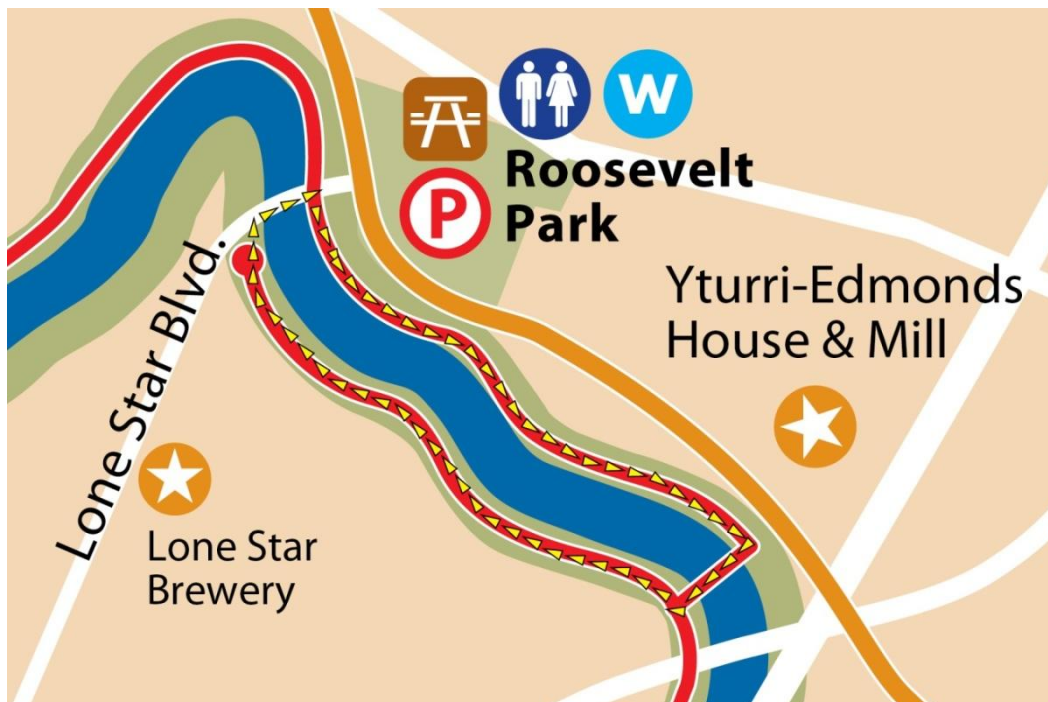 W
Roosevelt
P
Park
Yturri-Edmonds
House & Mill
Lone Star Blvd.
Lone Star
Brewery